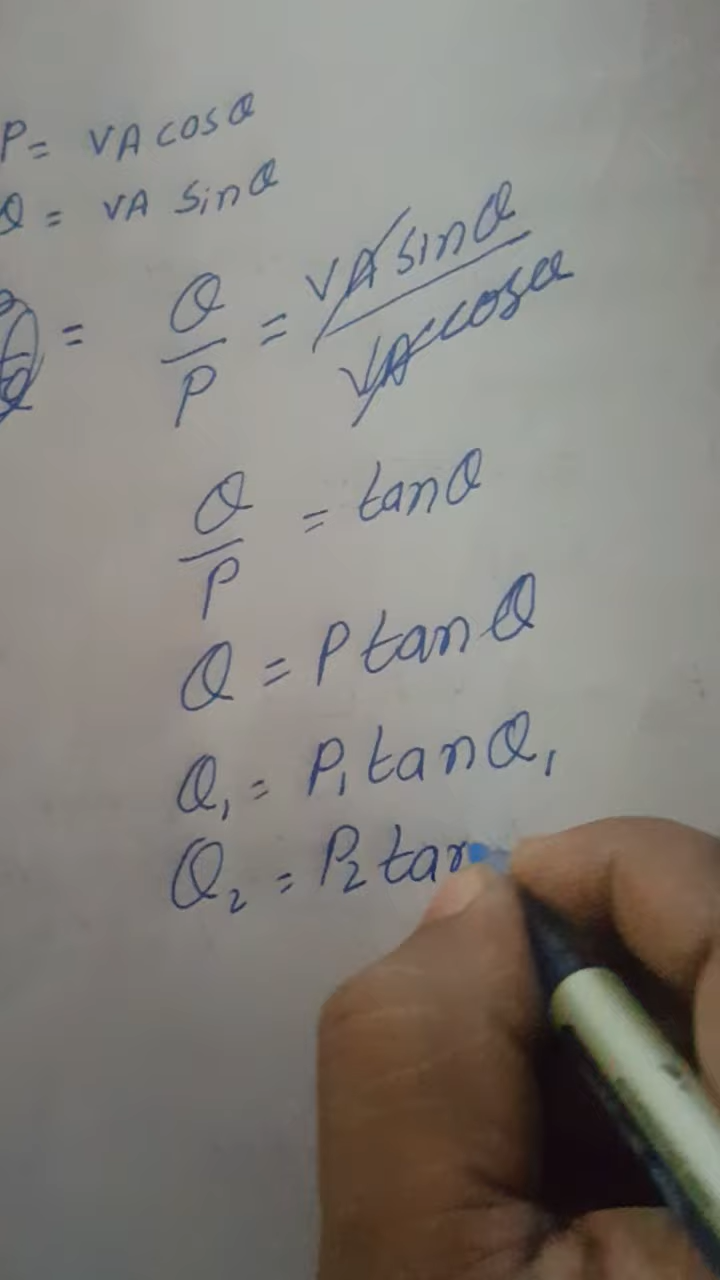 P = VA cosθ
Q = VA sinθ
= Q/P = VA sinθ / VA cosθ
Q/P = tanθ
Q = P tanθ
Q₁ = P₁ tanθ₁
Q₂ = P₂ tan